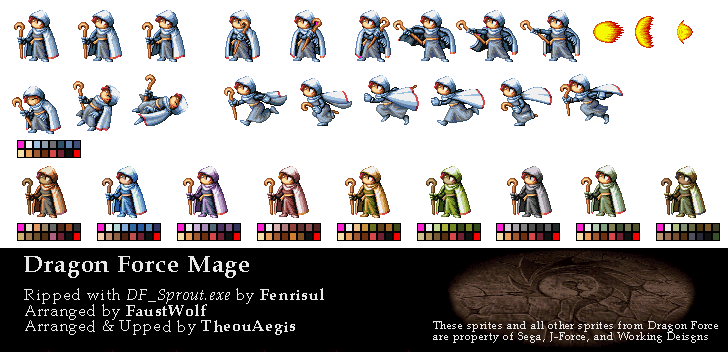 Dragon Force Mage
Ripped with DF_Sprout.exe by Fenrisul
Arranged by FaustWolf
Arranged & Upped by TheouAegis
These sprites and all other sprites from Dragon Force
are property of Sega, J-Force, and Working Deisgns